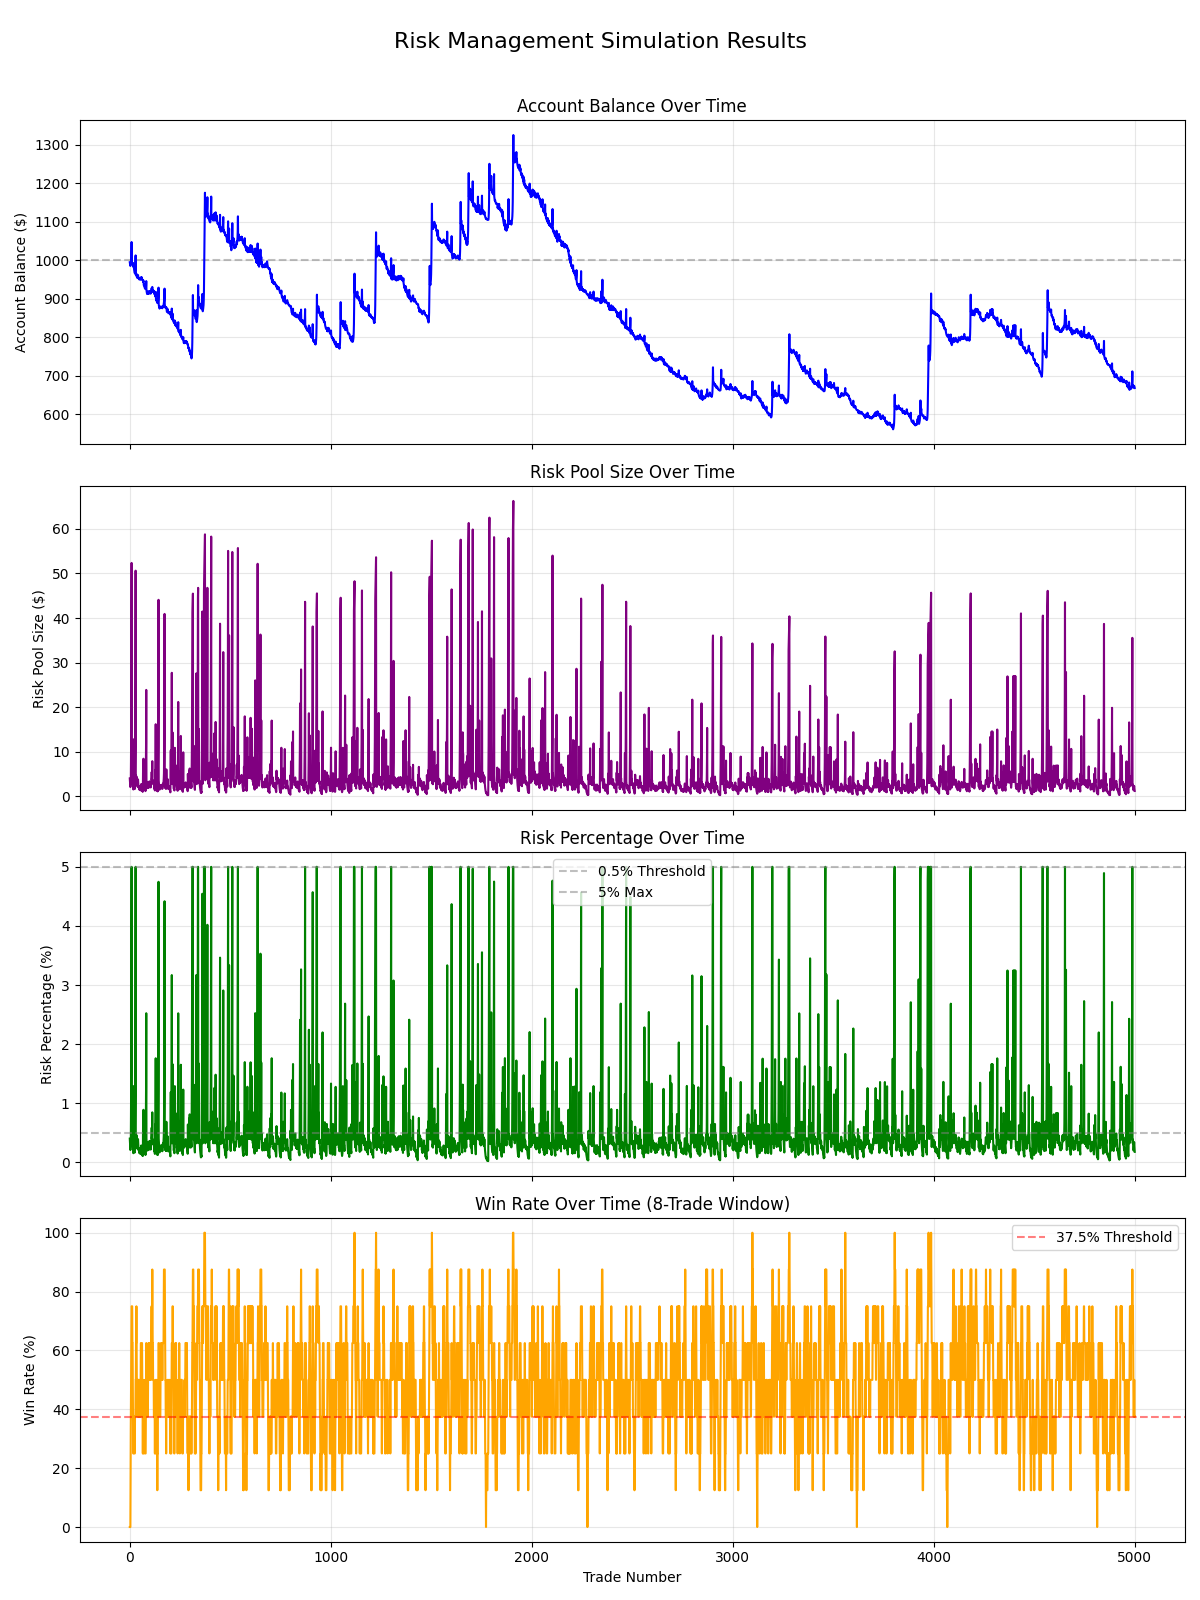 Risk Management Simulation Results
Account Balance Over Time
Account Balance ($)
1300
1200
1100
1000
900
800
700
600
Risk Pool Size Over Time
Risk Pool Size ($)
60
50
40
30
20
10
0
Risk Percentage Over Time
Risk Percentage (%)
5
4
3
2
1
0
0.5% Threshold
5% Max
Win Rate Over Time (8-Trade Window)
Win Rate (%)
100
80
60
40
20
0
37.5% Threshold
0 1000 2000 3000 4000 5000
Trade Number